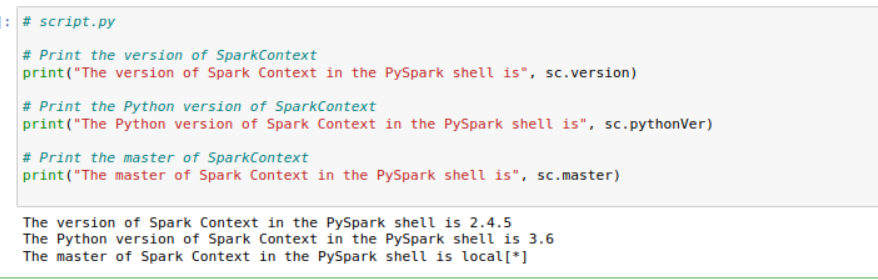 ]: # script.py
# Print the version of SparkContext
print("The version of Spark Context in the PySpark shell is", sc.version)
# Print the Python version of SparkContext
print("The Python version of Spark Context in the PySpark shell is", sc.pythonVer)
# Print the master of SparkContext
print("The master of Spark Context in the PySpark shell is", sc.master)
The version of Spark Context in the PySpark shell is 2.4.5
The Python version of Spark Context in the PySpark shell is 3.6
The master of Spark Context in the PySpark shell is local[*]